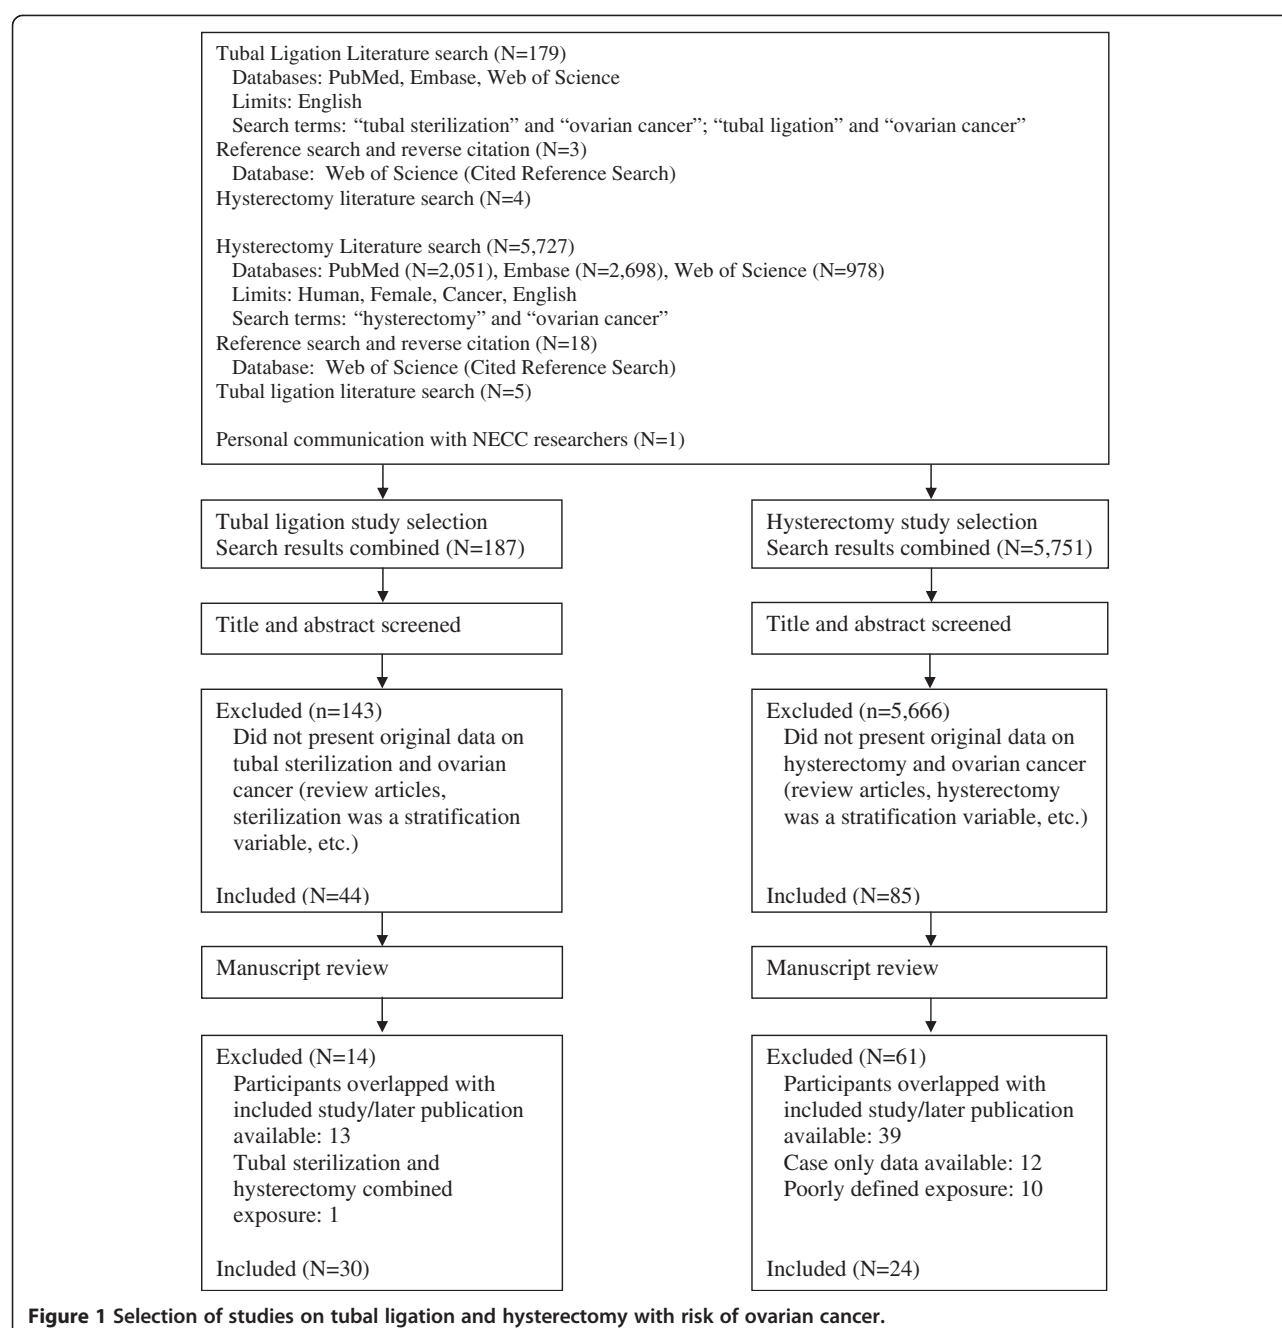 Tubal Ligation Literature search (N=179)
Databases: PubMed, Embase, Web of Science
Limits: English
Search terms: “tubal sterilization” and “ovarian cancer”; “tubal ligation” and “ovarian cancer”
Reference search and reverse citation (N=3)
Database: Web of Science (Cited Reference Search)
Hysterectomy literature search (N=4)
Hysterectomy Literature search (N=5,727)
Databases: PubMed (N=2,051), Embase (N=2,698), Web of Science (N=978)
Limits: Human, Female, Cancer, English
Search terms: “hysterectomy” and “ovarian cancer”
Reference search and reverse citation (N=18)
Database: Web of Science (Cited Reference Search)
Tubal ligation literature search (N=5)
Personal communication with NECC researchers (N=1)
Tubal ligation study selection
Search results combined (N=187)
Title and abstract screened
Excluded (n=143)
Did not present original data on
tubal sterilization and ovarian
cancer (review articles,
sterilization was a stratification
variable, etc.)
Included (N=44)
Manuscript review
Excluded (N=14)
Participants overlapped with
included study/later publication
available: 13
Tubal sterilization and
hysterectomy combined
exposure: 1
Included (N=30)
Hysterectomy study selection
Search results combined (N=5,751)
Title and abstract screened
Excluded (n=5,666)
Did not present original data on
hysterectomy and ovarian cancer
(review articles, hysterectomy
was a stratification variable, etc.)
Included (N=85)
Manuscript review
Excluded (N=61)
Participants overlapped with
included study/later publication
available: 39
Case only data available: 12
Poorly defined exposure: 10
Included (N=24)
Figure 1 Selection of studies on tubal ligation and hysterectomy with risk of ovarian cancer.